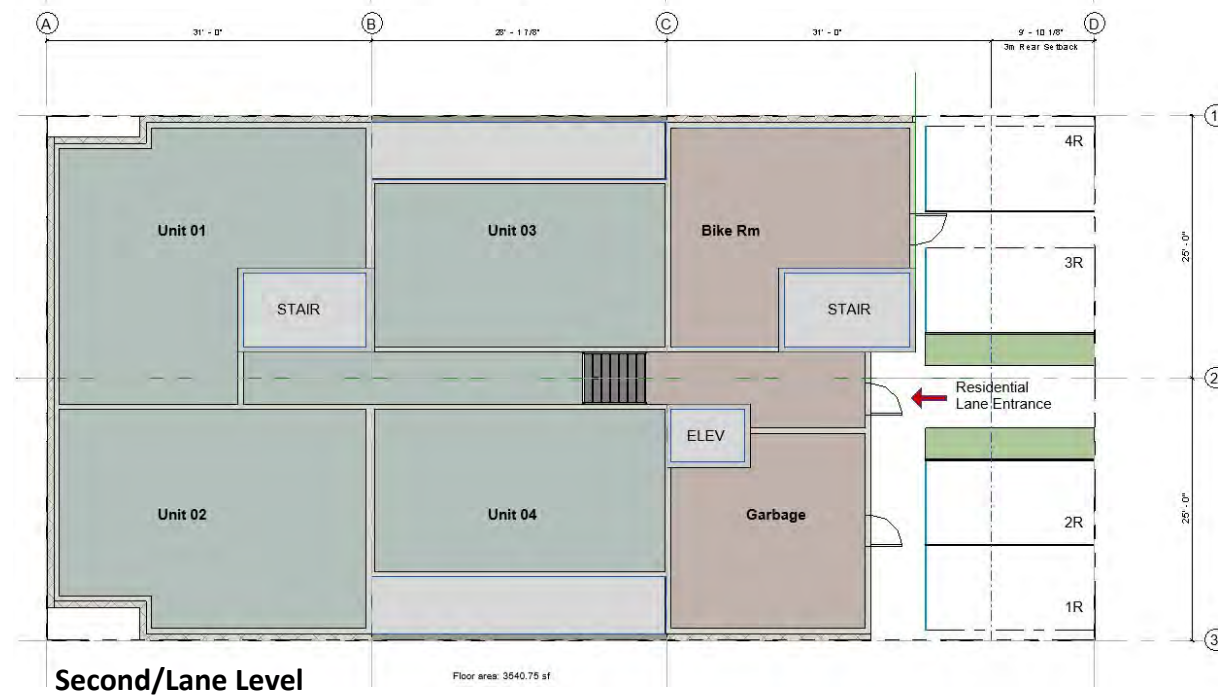 A
B
C
D
31' - 0"
28' - 1 7/8"
31' - 0"
9' - 10 1/8"
3m Rear Setback
1
4R
Unit 01
Unit 03
Bike Rm
25' - 0"
3R
STAIR
STAIR
2
Residential
Lane Entrance
ELEV
Unit 02
Unit 04
Garbage
25' - 0"
2R
1R
3
Second/Lane Level
Floor area: 3540.75 sf